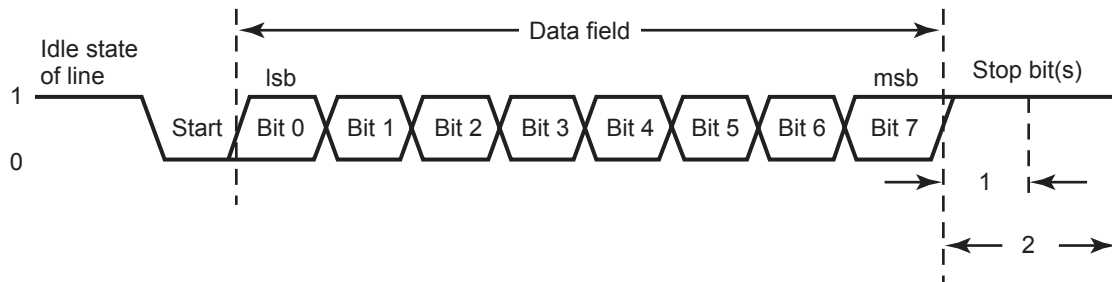 Data field
Idle state
of line
lsb
msb
Stop bit(s)
1
Start
Bit 0
Bit 1
Bit 2
Bit 3
Bit 4
Bit 5
Bit 6
Bit 7
0
1
2